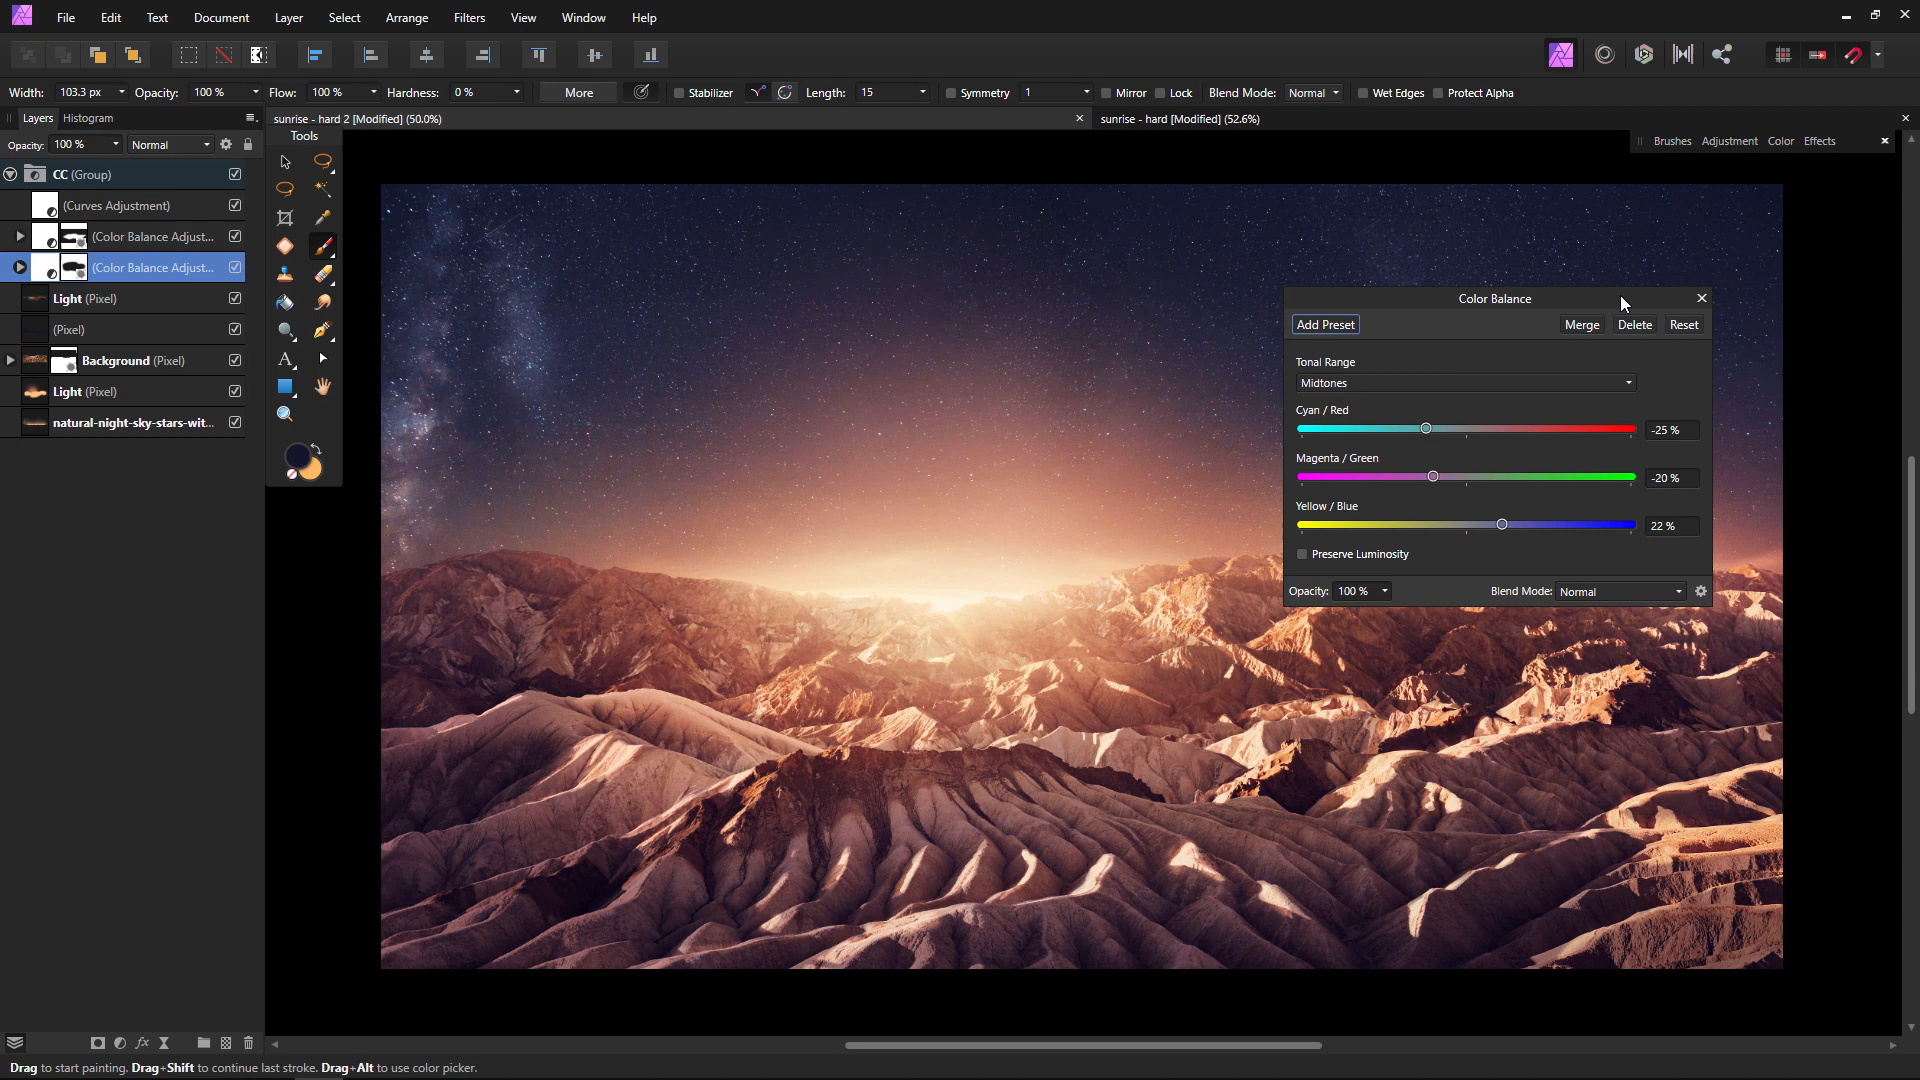 File Edit Text Document Layer Select Arrange Filters View Window Help
Width: 103.3 px Opacity: 100 % Flow: 100 % Hardness: 0 % More Stabilizer Length: 15 Symmetry 1 Mirror Lock Blend Mode: Normal Wet Edges Protect Alpha
Layers Histogram
sunrise - hard 2 [Modified] (50.0%)
sunrise - hard [Modified] (52.6%)
Tools
Opacity: 100 % Normal
Brushes Adjustment Color Effects
CC (Group)
(Curves Adjustment)
(Color Balance Adjust...
(Color Balance Adjust...
Light (Pixel)
(Pixel)
Background (Pixel)
Light (Pixel)
natural-night-sky-stars-wit...
A
Color Balance
Add Preset Merge Delete Reset
Tonal Range
Midtones
Cyan / Red
-25 %
Magenta / Green
-20 %
Yellow / Blue
22 %
Preserve Luminosity
Opacity: 100 % Blend Mode: Normal
fx
Drag to start painting. Drag+Shift to continue last stroke. Drag+Alt to use color picker.